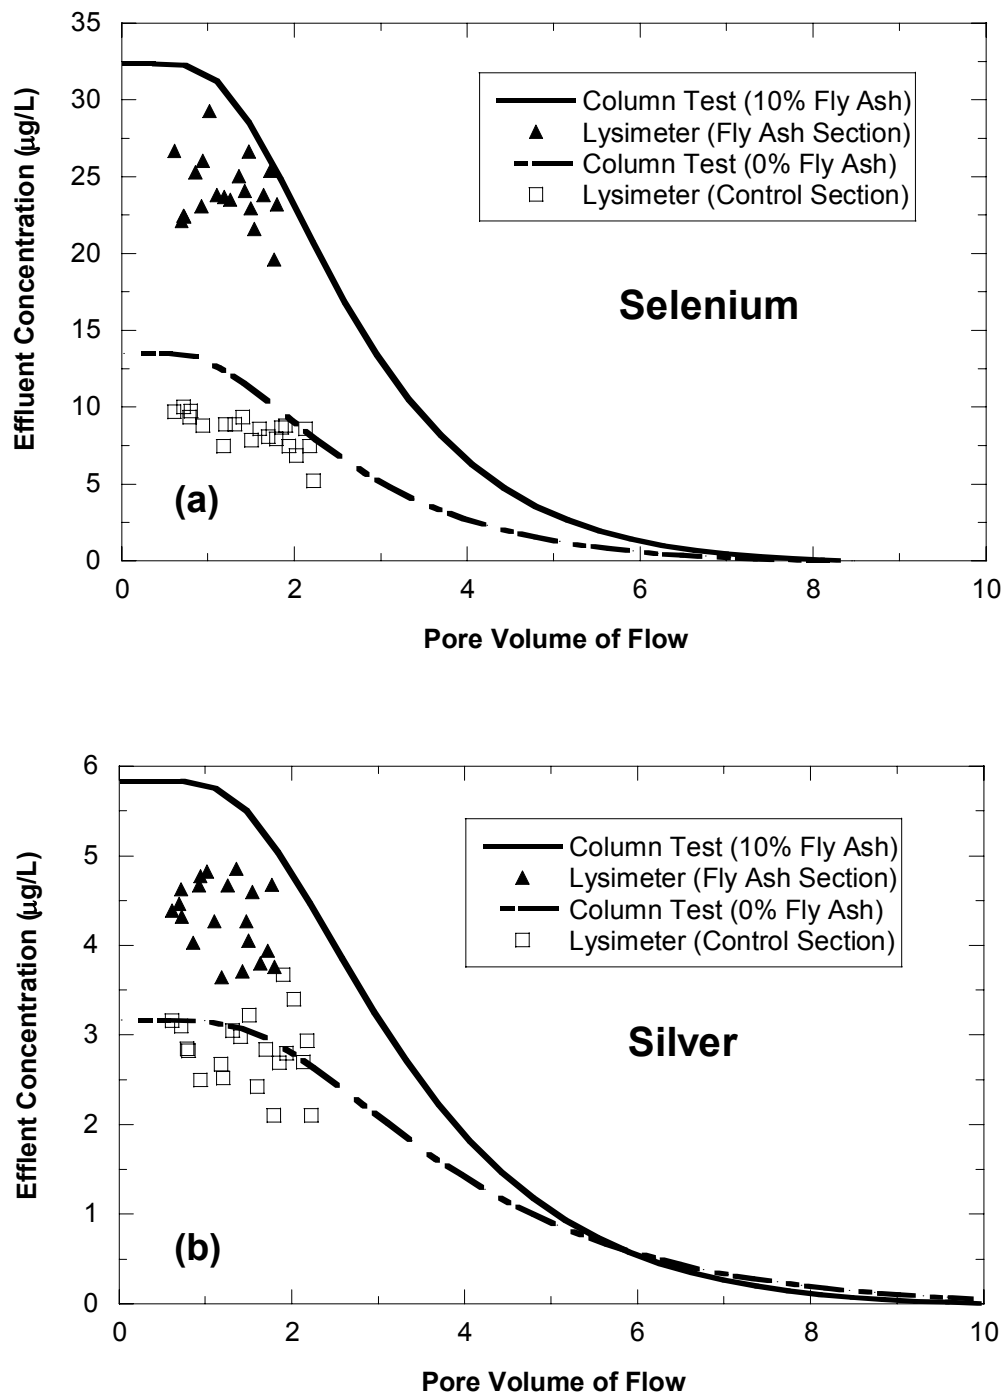 35
30
25
20
15
10
5
0
Effluent Concentration (µg/L)
Column Test (10% Fly Ash)
Lysimeter (Fly Ash Section)
Column Test (0% Fly Ash)
Lysimeter (Control Section)
Selenium
(a)
0 2 4 6 8 10
Pore Volume of Flow
6
5
4
3
2
1
0
Efflent Concentration (µg/L)
Column Test (10% Fly Ash)
Lysimeter (Fly Ash Section)
Column Test (0% Fly Ash)
Lysimeter (Control Section)
Silver
(b)
0 2 4 6 8 10
Pore Volume of Flow